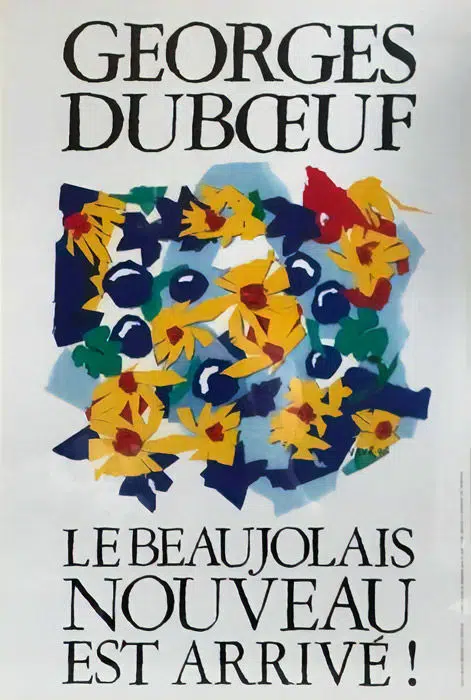 GEORGES
DUBŒUF
LE BEAUJOLAIS
NOUVEAU
EST ARRIVÉ !